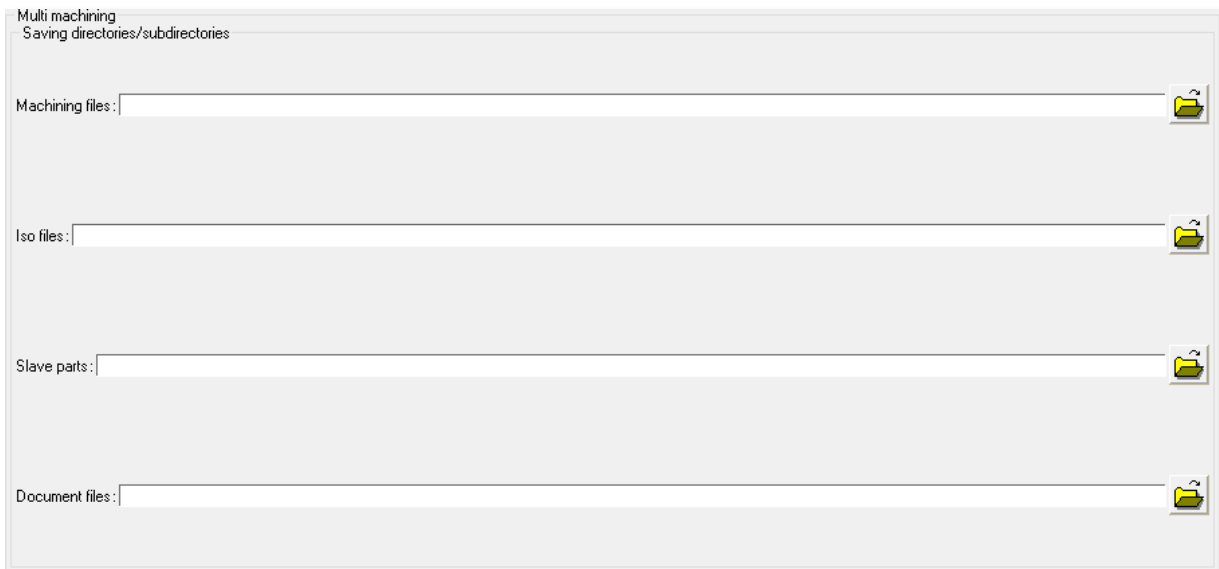 Multi machining
Saving directories/subdirectories
Machining files:
Iso files:
Slave parts:
Document files: